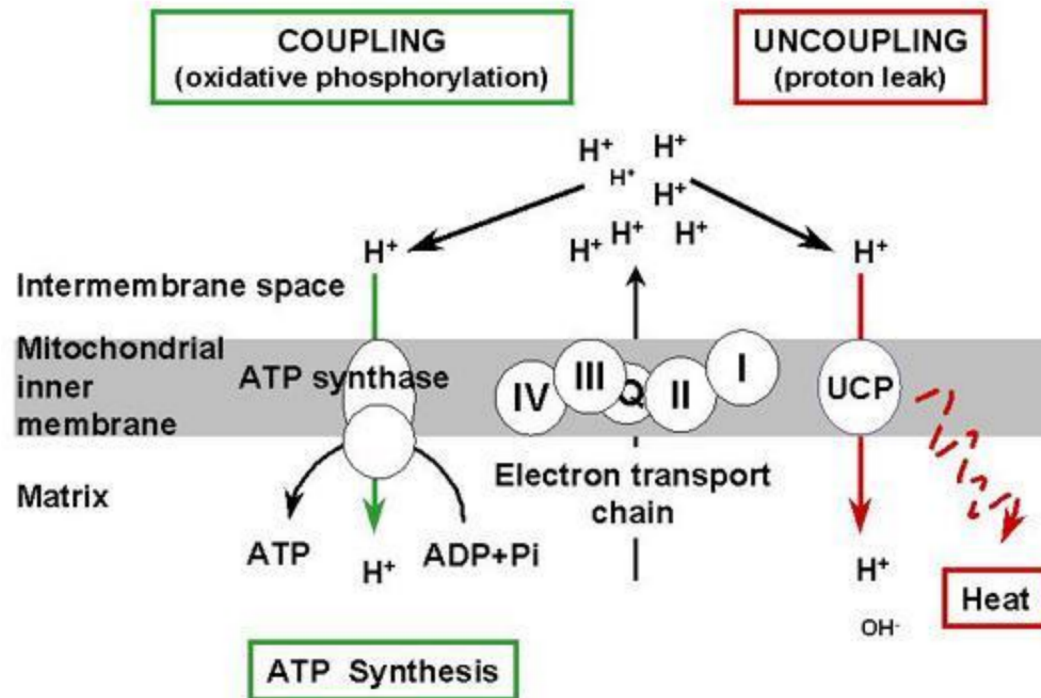 COUPLING
(oxidative phosphorylation)
UNCOUPLING
(proton leak)
H⁺
H⁺
H⁺
H⁺
H⁺
H⁺
H⁺
H⁺
H⁺
Intermembrane space
Mitochondrial
inner
membrane
ATP synthase
IV
III
Q
II
I
UCP
Matrix
Electron transport
chain
ATP
H⁺
ADP+Pi
H⁺
OH⁻
Heat
ATP Synthesis